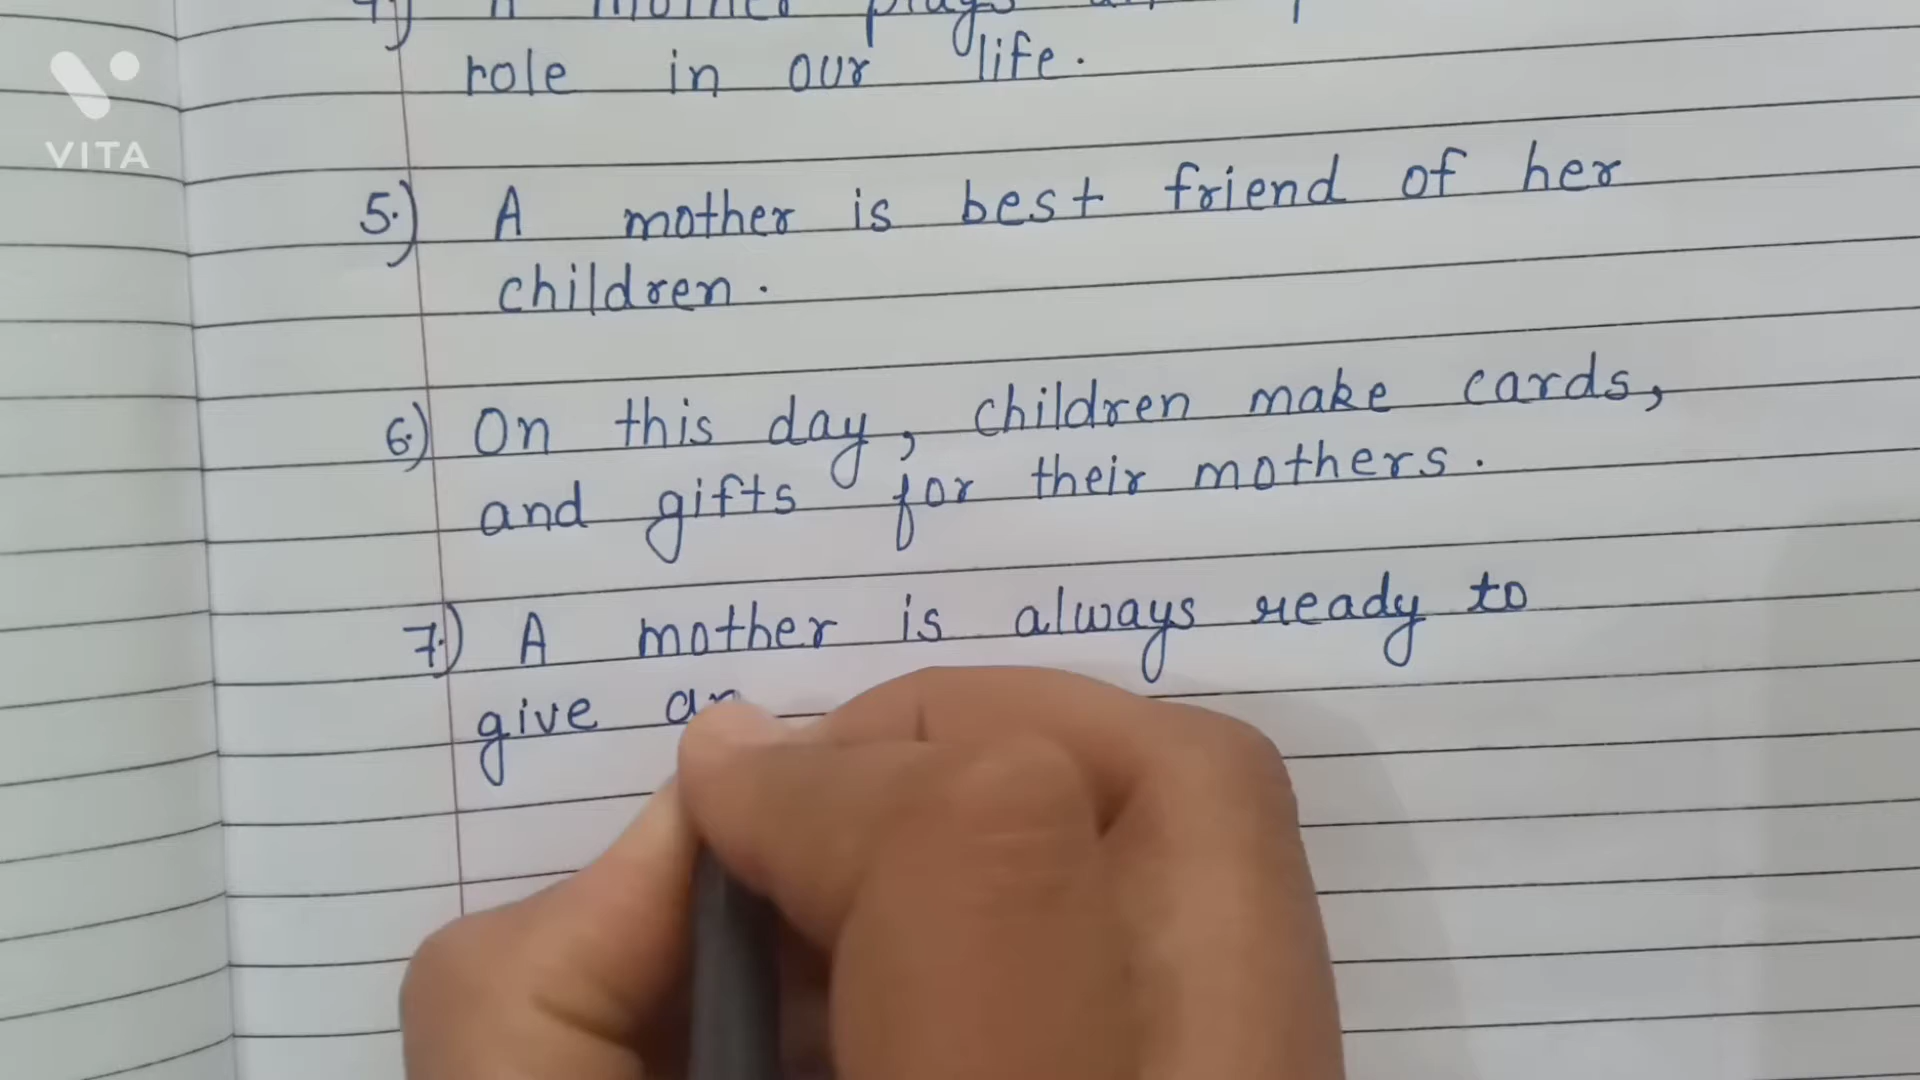 VITA
role in our life.
5.) A mother is best friend of her
children.
6.) On this day, children make cards,
and gifts for their mothers.
7.) A mother is always ready to
give